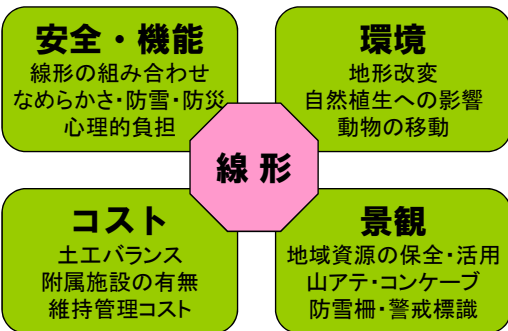 安全・機能
線形の組み合わせ
なめらかさ・防雪・防災
心理的負担
環境
地形改変
自然植生への影響
動物の移動
線形
コスト
土工バランス
附属施設の有無
維持管理コスト
景観
地域資源の保全・活用
山アテ・コンケーブ
防雪柵・警戒標識